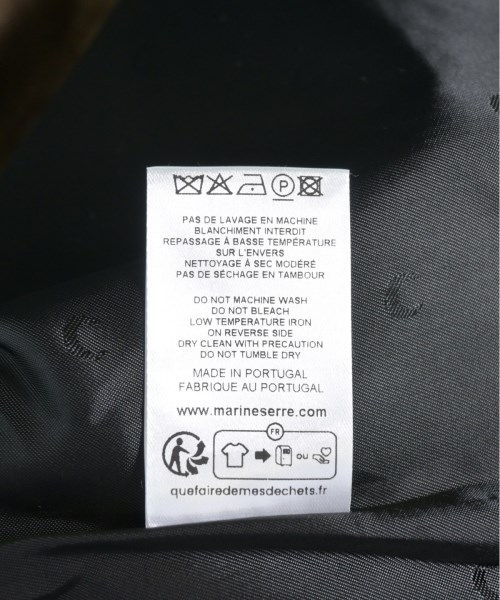 P
PAS DE LAVAGE EN MACHINE
BLANCHIMENT INTERDIT
REPASSAGE À BASSE TEMPÉRATURE
SUR L'ENVERS
NETTOYAGE À SEC MODÉRÉ
PAS DE SÉCHAGE EN TAMBOUR
DO NOT MACHINE WASH
DO NOT BLEACH
LOW TEMPERATURE IRON
ON REVERSE SIDE
DRY CLEAN WITH PRECAUTION
DO NOT TUMBLE DRY
MADE IN PORTUGAL
FABRIQUE AU PORTUGAL
www.marineserre.com
FR
OU
quefairedemesdechets.fr